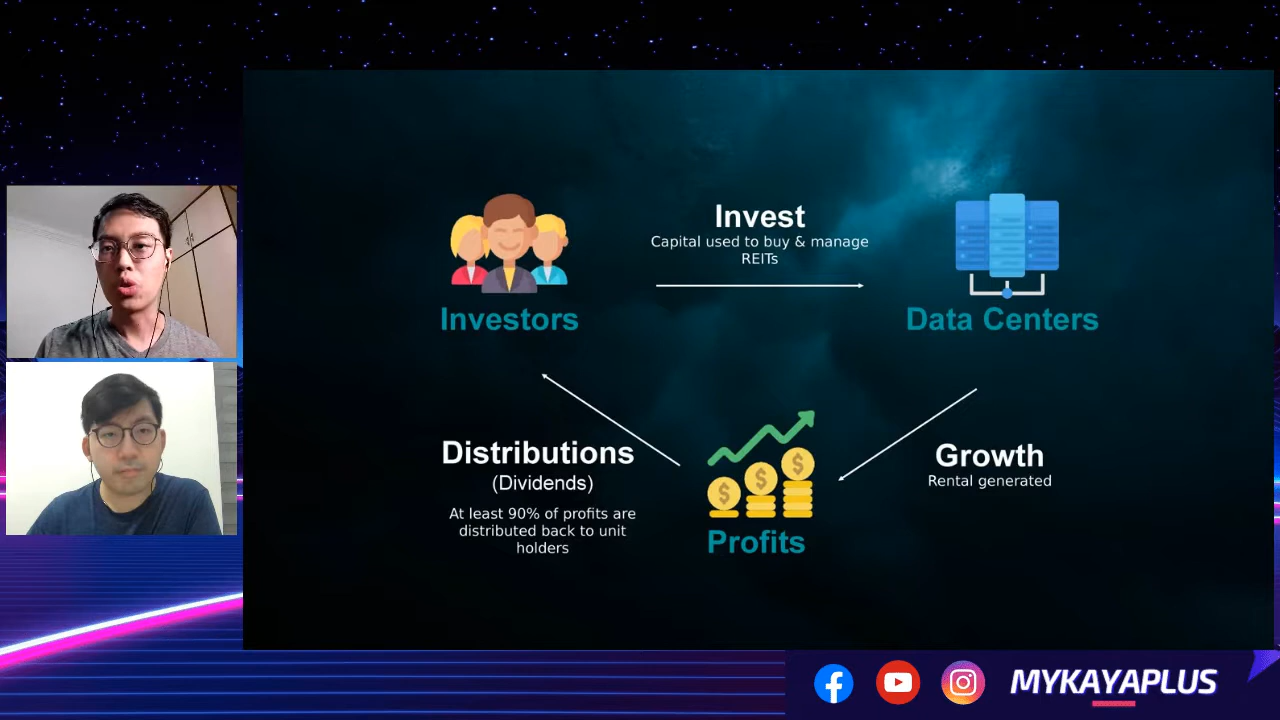 Invest
Capital used to buy & manage
REITs
Investors
Data Centers
Distributions
(Dividends)
At least 90% of profits are
distributed back to unit
holders
Growth
Rental generated
Profits
MYKAYAPLUS